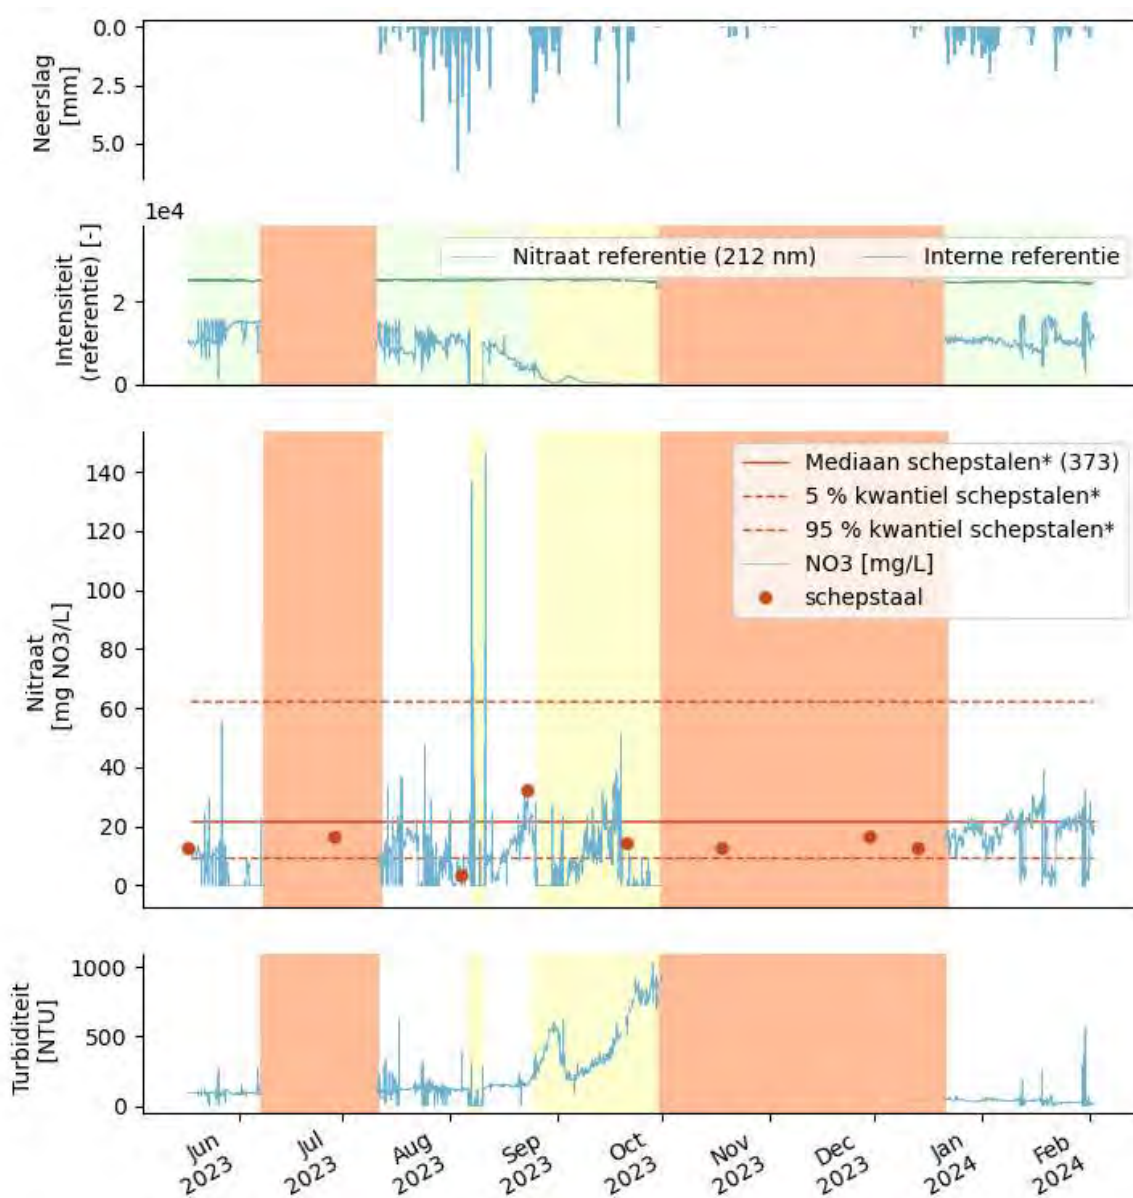 0.0
2.5
5.0
Neerslag
[mm]
1e4
2
0
Intensiteit
(referentie) [-]
Nitraat referentie (212 nm)
Interne referentie
140
120
100
80
60
40
20
0
Nitraat
[mg NO3/L]
Mediaan schepstalen* (373)
5 % kwantiel schepstalen*
95 % kwantiel schepstalen*
NO3 [mg/L]
schepstaal
1000
500
0
Turbiditeit
[NTU]
Jun
2023
Jul
2023
Aug
2023
Sep
2023
Oct
2023
Nov
2023
Dec
2023
Jan
2024
Feb
2024